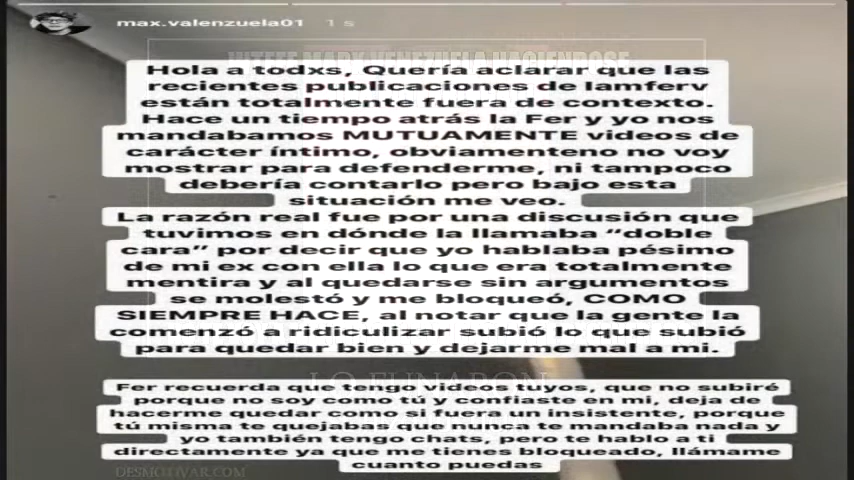 max.valenzuela01 1 s
Hola a todxs, Quería aclarar que las
recientes publicaciones de Iamferv
están totalmente fuera de contexto.
Hace un tiempo atrás la Fer y yo nos
mandabamos MUTUAMENTE videos de
carácter íntimo, obviamenteno no voy
mostrar para defenderme, ni tampoco
debería contarlo pero bajo esta
situación me veo.
La razón real fue por una discusión que
tuvimos en dónde la llamaba “doble
cara” por decir que yo hablaba pésimo
de mi ex con ella lo que era totalmente
mentira y al quedarse sin argumentos
se molestó y me bloqueó, COMO
SIEMPRE HACE, al notar que la gente la
comenzó a ridiculizar subió lo que subió
para quedar bien y dejarme mal a mi.
LO FUNARON
Fer recuerda que tengo videos tuyos, que no subiré
porque no soy como tú y confiaste en mi, deja de
hacerme quedar como si fuera un insistente, porque
tú misma te quejabas que nunca te mandaba nada y
yo también tengo chats, pero te hablo a ti
directamente ya que me tienes bloqueado, llámame
cuanto puedas
DESMOTIVAR.COM